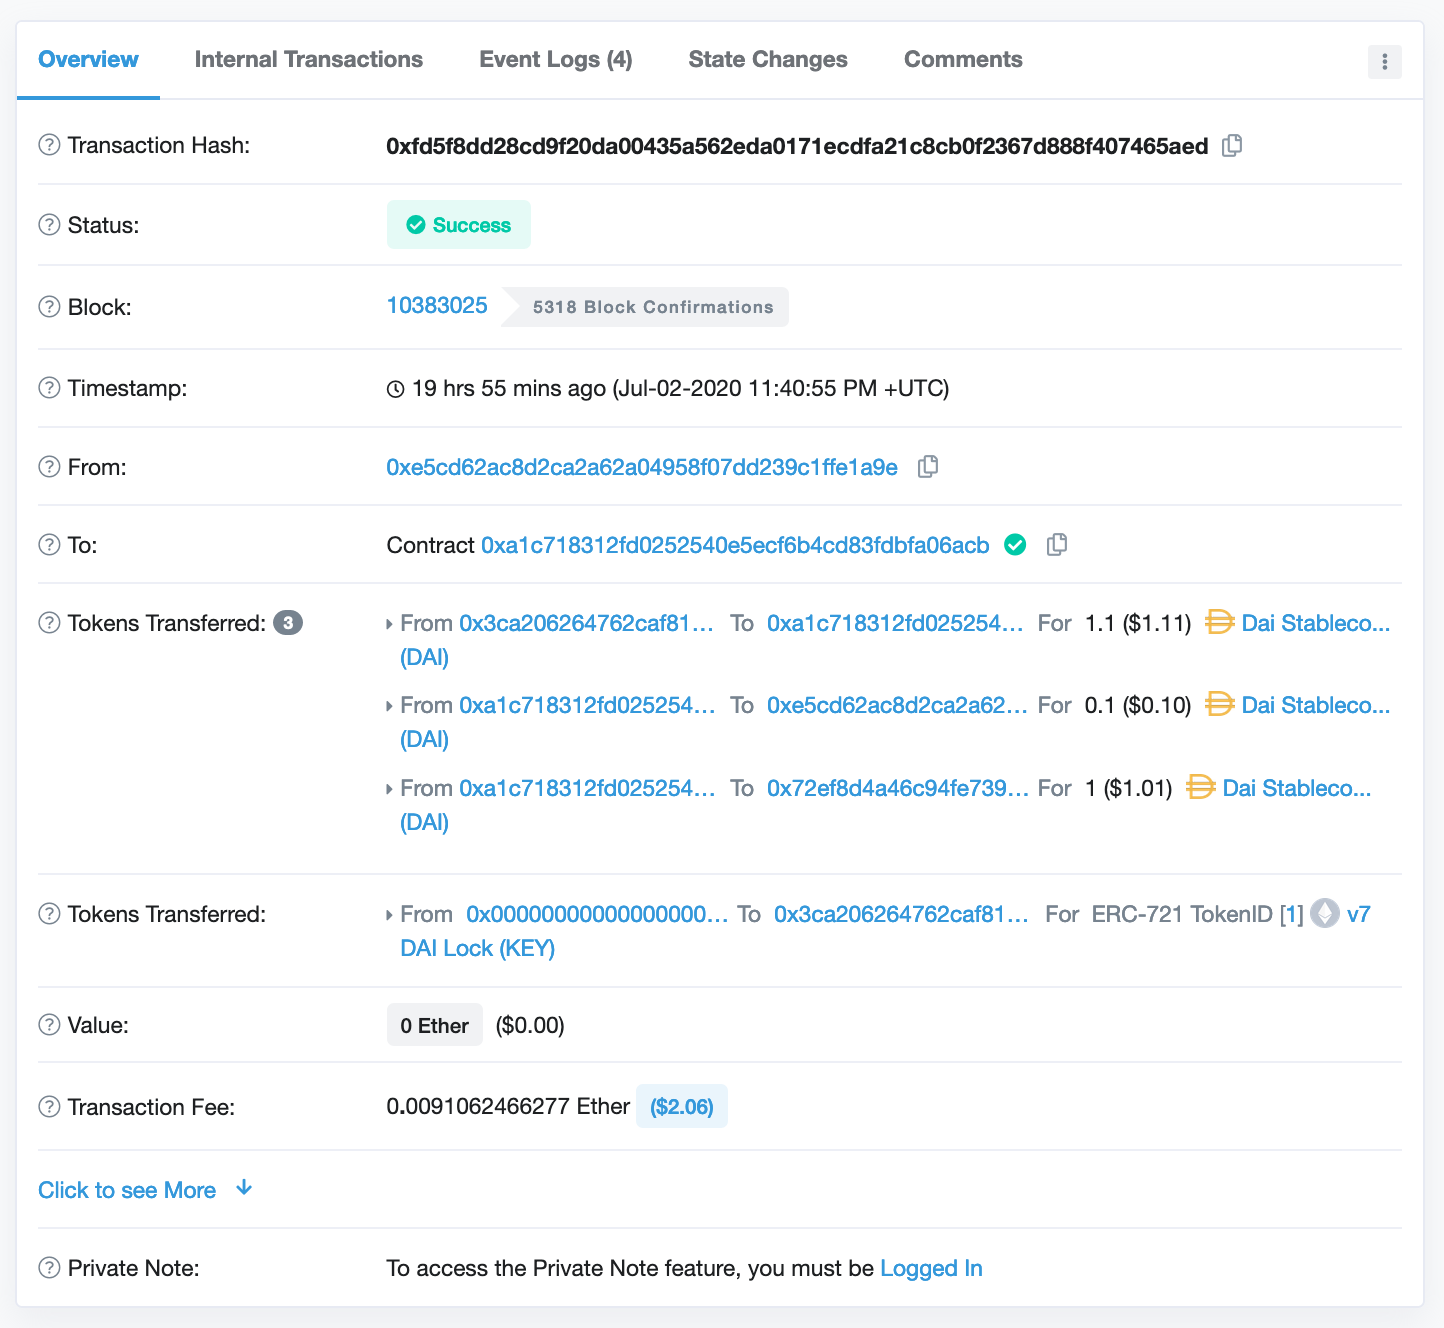 Overview Internal Transactions Event Logs (4) State Changes Comments
Transaction Hash: 0xfd5f8dd28cd9f20da00435a562eda0171ecdfa21c8cb0f2367d888f407465aed
Status: Success
Block: 10383025 5318 Block Confirmations
Timestamp: 19 hrs 55 mins ago (Jul-02-2020 11:40:55 PM +UTC)
From: 0xe5cd62ac8d2ca2a62a04958f07dd239c1ffe1a9e
To: Contract 0xa1c718312fd0252540e5ecf6b4cd83fdbfa06acb
Tokens Transferred: 3 From 0x3ca206264762caf81... To 0xa1c718312fd025254... For 1.1 ($1.11) Dai Stableco...
(DAI)
From 0xa1c718312fd025254... To 0xe5cd62ac8d2ca2a62... For 0.1 ($0.10) Dai Stableco...
(DAI)
From 0xa1c718312fd025254... To 0x72ef8d4a46c94fe739... For 1 ($1.01) Dai Stableco...
(DAI)
Tokens Transferred: From 0x00000000000000000... To 0x3ca206264762caf81... For ERC-721 TokenID [1] v7
DAI Lock (KEY)
Value: 0 Ether ($0.00)
Transaction Fee: 0.0091062466277 Ether ($2.06)
Click to see More
Private Note: To access the Private Note feature, you must be Logged In